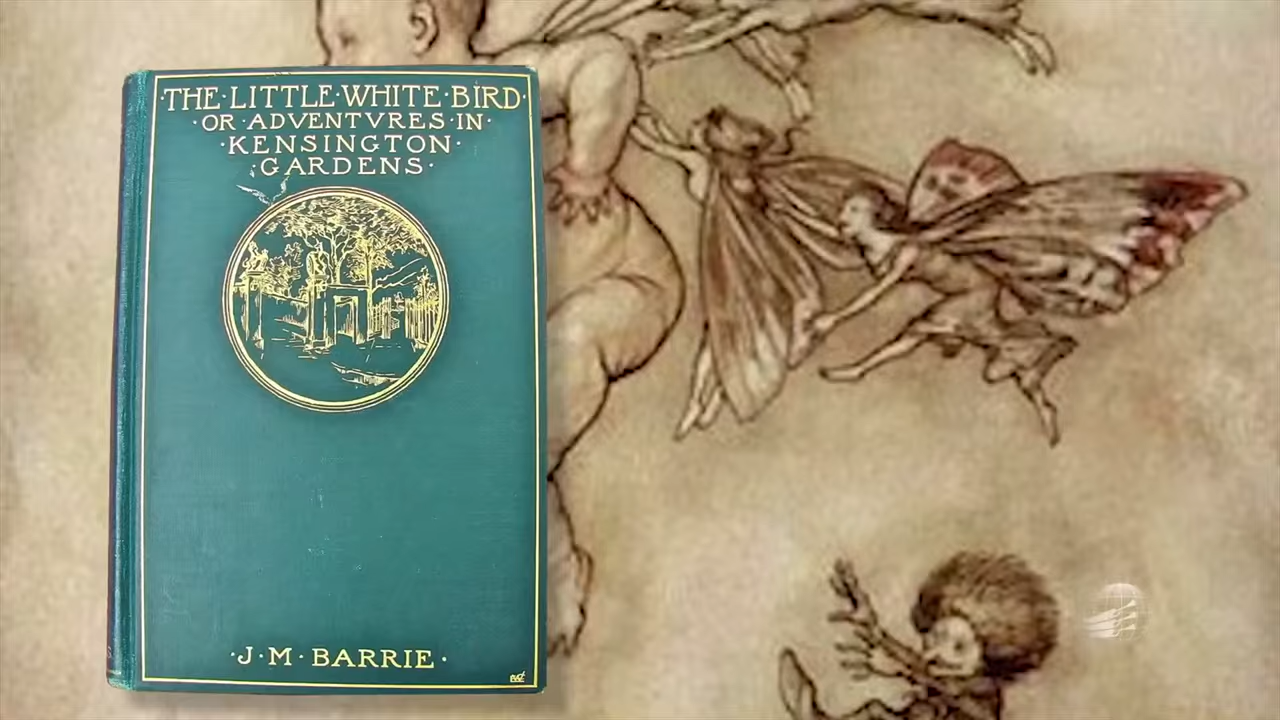 ·THE·LITTLE·WHITE·BIRD·
·OR·ADVENTVRES·IN·
·KENSINGTON·
·GARDENS·
·J·M·BARRIE·